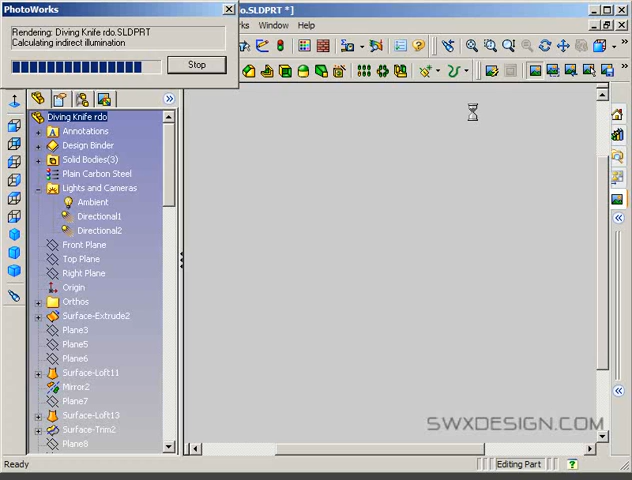 PhotoWorks
Rendering: Diving Knife rdo.SLDPRT
Calculating indirect illumination
Stop
do.SLDPRT *]
Window
Help
Diving Knife rdo
Annotations
Design Binder
Solid Bodies(3)
Plain Carbon Steel
Lights and Cameras
Ambient
Directional1
Directional2
Front Plane
Top Plane
Right Plane
Origin
Orthos
Surface-Extrude2
Plane3
Plane5
Plane6
Surface-Loft11
Mirror2
Plane7
Surface-Loft13
Surface-Trim2
Plane8
SWXDESIGN.COM
Ready
Editing Part